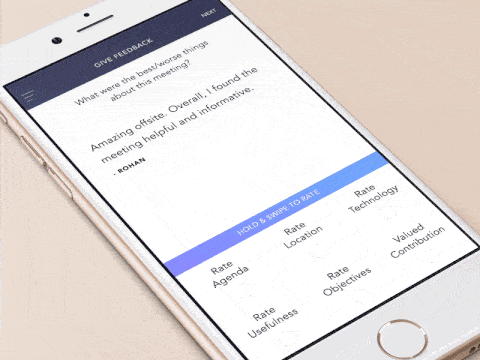 GIVE FEEDBACK
NEXT
What were the best/worse things
about this meeting?
Amazing offsite. Overall, I found the
meeting helpful and informative.
- ROHAN
HOLD & SWIPE TO RATE
Rate
Agenda
Rate
Location
Rate
Technology
Rate
Usefulness
Rate
Objectives
Valued
Contribution